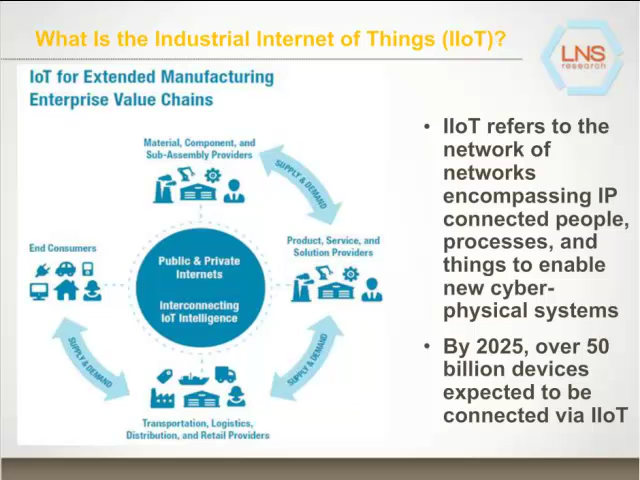 What Is the Industrial Internet of Things (IIoT)?
LNS
research
IoT for Extended Manufacturing
Enterprise Value Chains
Material, Component, and
Sub-Assembly Providers
SUPPLY & DEMAND
Product, Service, and
Solution Providers
End Consumers
Public & Private
Internets
Interconnecting
IoT Intelligence
SUPPLY & DEMAND
SUPPLY & DEMAND
Transportation, Logistics,
Distribution, and Retail Providers
• IIoT refers to the
network of
networks
encompassing IP
connected people,
processes, and
things to enable
new cyber-
physical systems
• By 2025, over 50
billion devices
expected to be
connected via IIoT